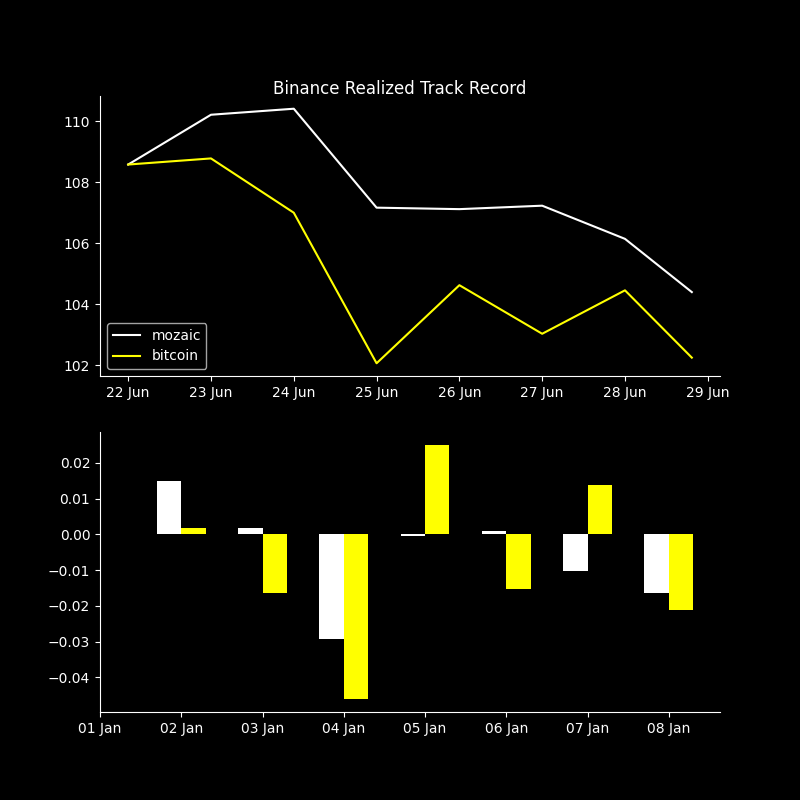 Binance Realized Track Record
110
108
106
104
102
mozaic
bitcoin
22 Jun 23 Jun 24 Jun 25 Jun 26 Jun 27 Jun 28 Jun 29 Jun
0.02
0.01
0.00
−0.01
−0.02
−0.03
−0.04
01 Jan 02 Jan 03 Jan 04 Jan 05 Jan 06 Jan 07 Jan 08 Jan